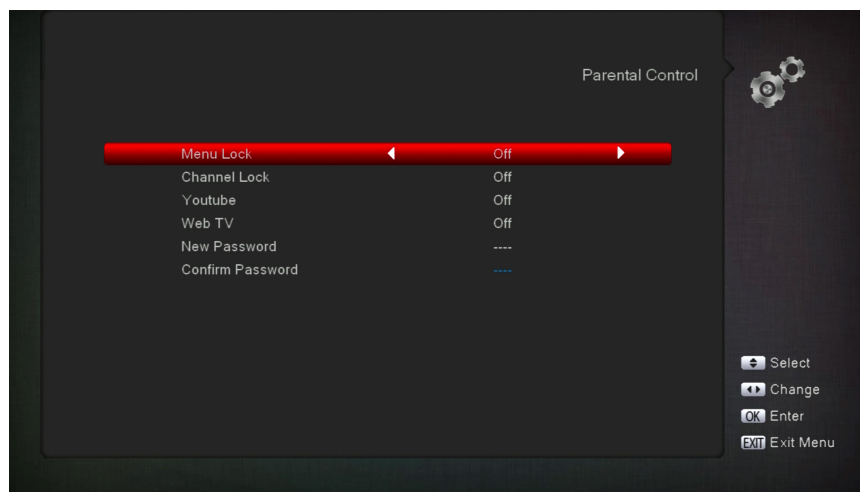 Parental Control
Menu Lock Off
Channel Lock Off
Youtube Off
Web TV Off
New Password ----
Confirm Password ----
Select
Change
OK Enter
EXIT Exit Menu